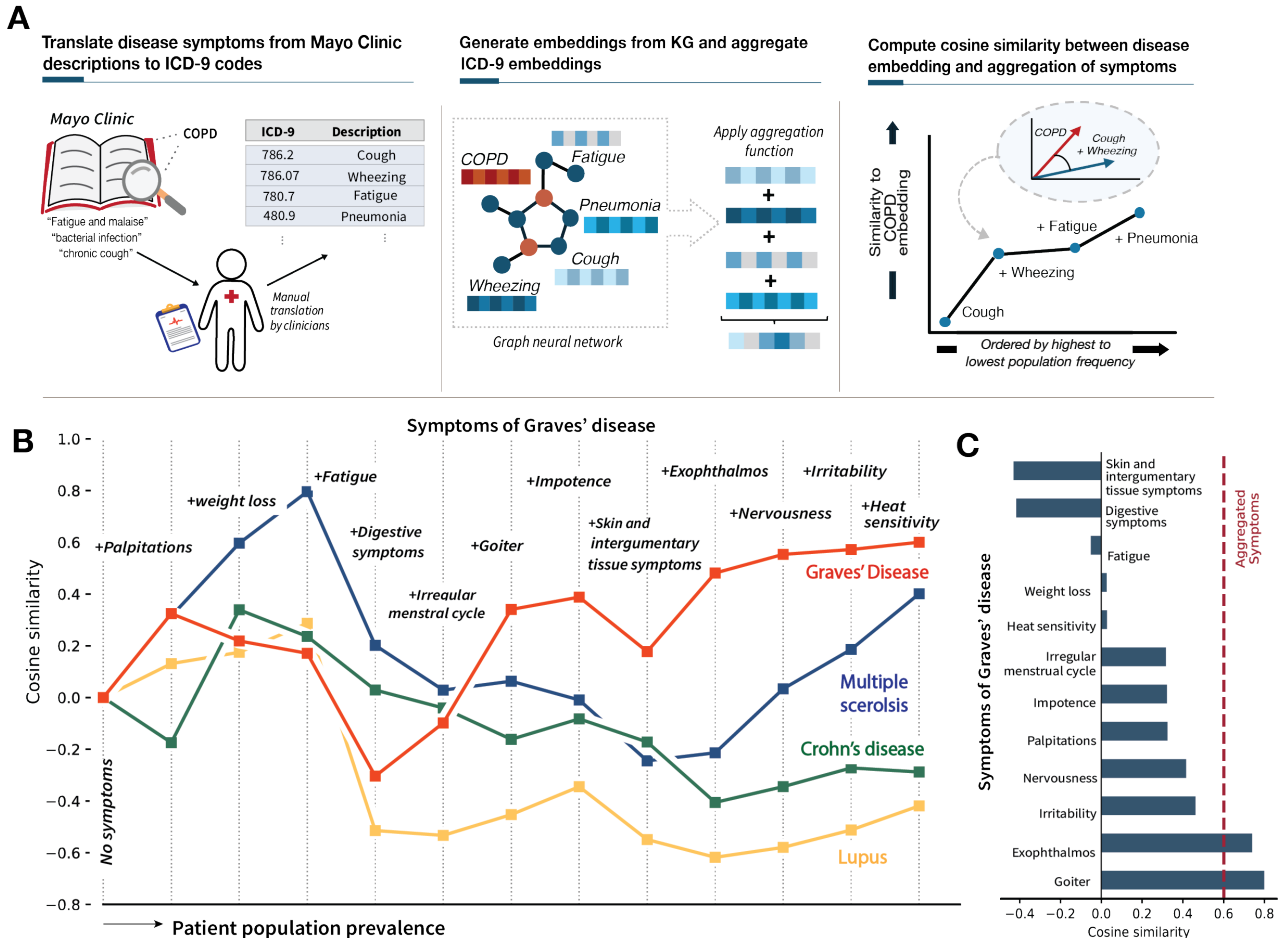 A
Translate disease symptoms from Mayo Clinic
descriptions to ICD-9 codes
Mayo Clinic
COPD
“Fatigue and malaise”
“bacterial infection”
“chronic cough”
ICD-9 Description
786.2 Cough
786.07 Wheezing
780.7 Fatigue
480.9 Pneumonia
Manual
translation
by clinicians
Generate embeddings from KG and aggregate
ICD-9 embeddings
COPD
Fatigue
Pneumonia
Cough
Wheezing
Graph neural network
Apply aggregation
function
+
+
+
Compute cosine similarity between disease
embedding and aggregation of symptoms
Similarity to
COPD
embedding
COPD
Cough
+ Wheezing
Cough
+ Wheezing
+ Fatigue
+ Pneumonia
Ordered by highest to
lowest population frequency
B
Symptoms of Graves’ disease
Cosine similarity
1.0
0.8
0.6
0.4
0.2
0.0
−0.2
−0.4
−0.6
−0.8
No symptoms
+Palpitations
+weight loss
+Fatigue
+Digestive
symptoms
+Irregular
menstral cycle
+Goiter
+Impotence
+Skin and
intergumentary
tissue symptoms
+Exophthalmos
+Nervousness
+Irritability
+Heat
sensitivity
Graves’ Disease
Multiple
scerolsis
Crohn’s disease
Lupus
Patient population prevalence
C
Symptoms of Graves’ disease
Skin and
intergumentary
tissue symptoms
Digestive
symptoms
Fatigue
Weight loss
Heat sensitivity
Irregular
menstrual cycle
Impotence
Palpitations
Nervousness
Irritability
Exophthalmos
Goiter
Aggregated
Symptoms
−0.4 −0.2 0.0 0.2 0.4 0.6 0.8
Cosine similarity